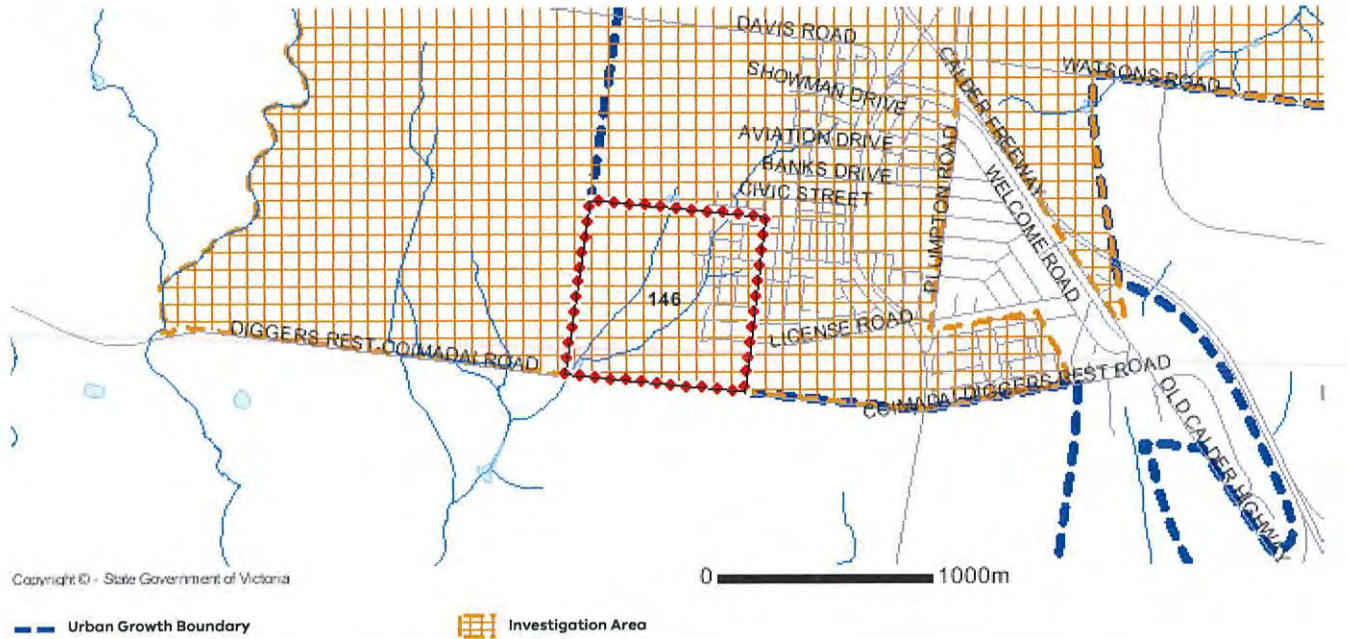 DAVIS ROAD
SHOWMAN DRIVE
CALDER FREEWAY
WATSONS ROAD
AVIATION DRIVE
BANKS DRIVE
CIVIC STREET
PLUMPTON ROAD
WELCOME ROAD
146
LICENSE ROAD
DIGGERS REST-COIMADAI ROAD
COIMADAI DIGGERS REST ROAD
OLD CALDER HIGHWAY
Copyright © - State Government of Victoria
0 1000m
Urban Growth Boundary
Investigation Area